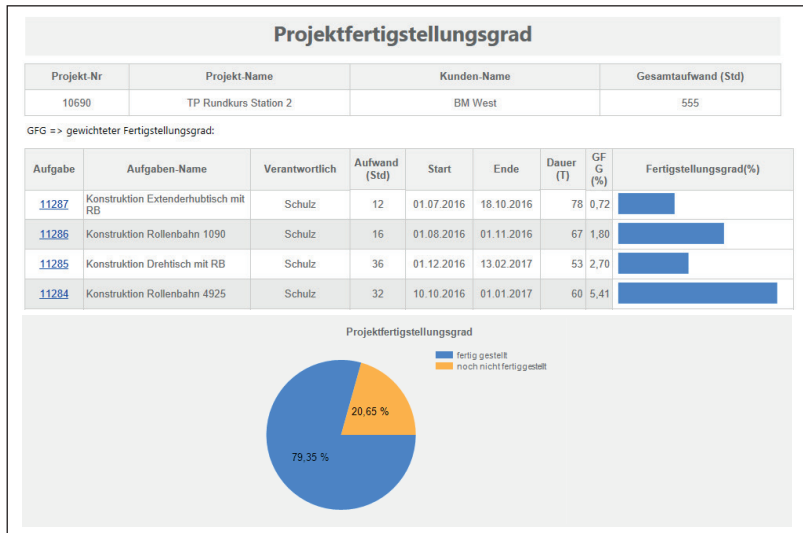 Projektfertigstellungsgrad
Projekt-Nr Projekt-Name Kunden-Name Gesamtaufwand (Std)
10690 TP Rundkurs Station 2 BM West 555
GFG => gewichteter Fertigstellungsgrad:
Aufgabe Aufgaben-Name Verantwortlich Aufwand (Std) Start Ende Dauer (T) GF G (%) Fertigstellungsgrad(%)
11287 Konstruktion Extenderhubtisch mit RB Schulz 12 01.07.2016 18.10.2016 78 0,72
11286 Konstruktion Rollenbahn 1090 Schulz 16 01.08.2016 01.11.2016 67 1,80
11285 Konstruktion Drehtisch mit RB Schulz 36 01.12.2016 13.02.2017 53 2,70
11284 Konstruktion Rollenbahn 4925 Schulz 32 10.10.2016 01.01.2017 60 5,41
Projektfertigstellungsgrad
fertig gestellt
noch nicht fertiggestellt
20,65 %
79,35 %